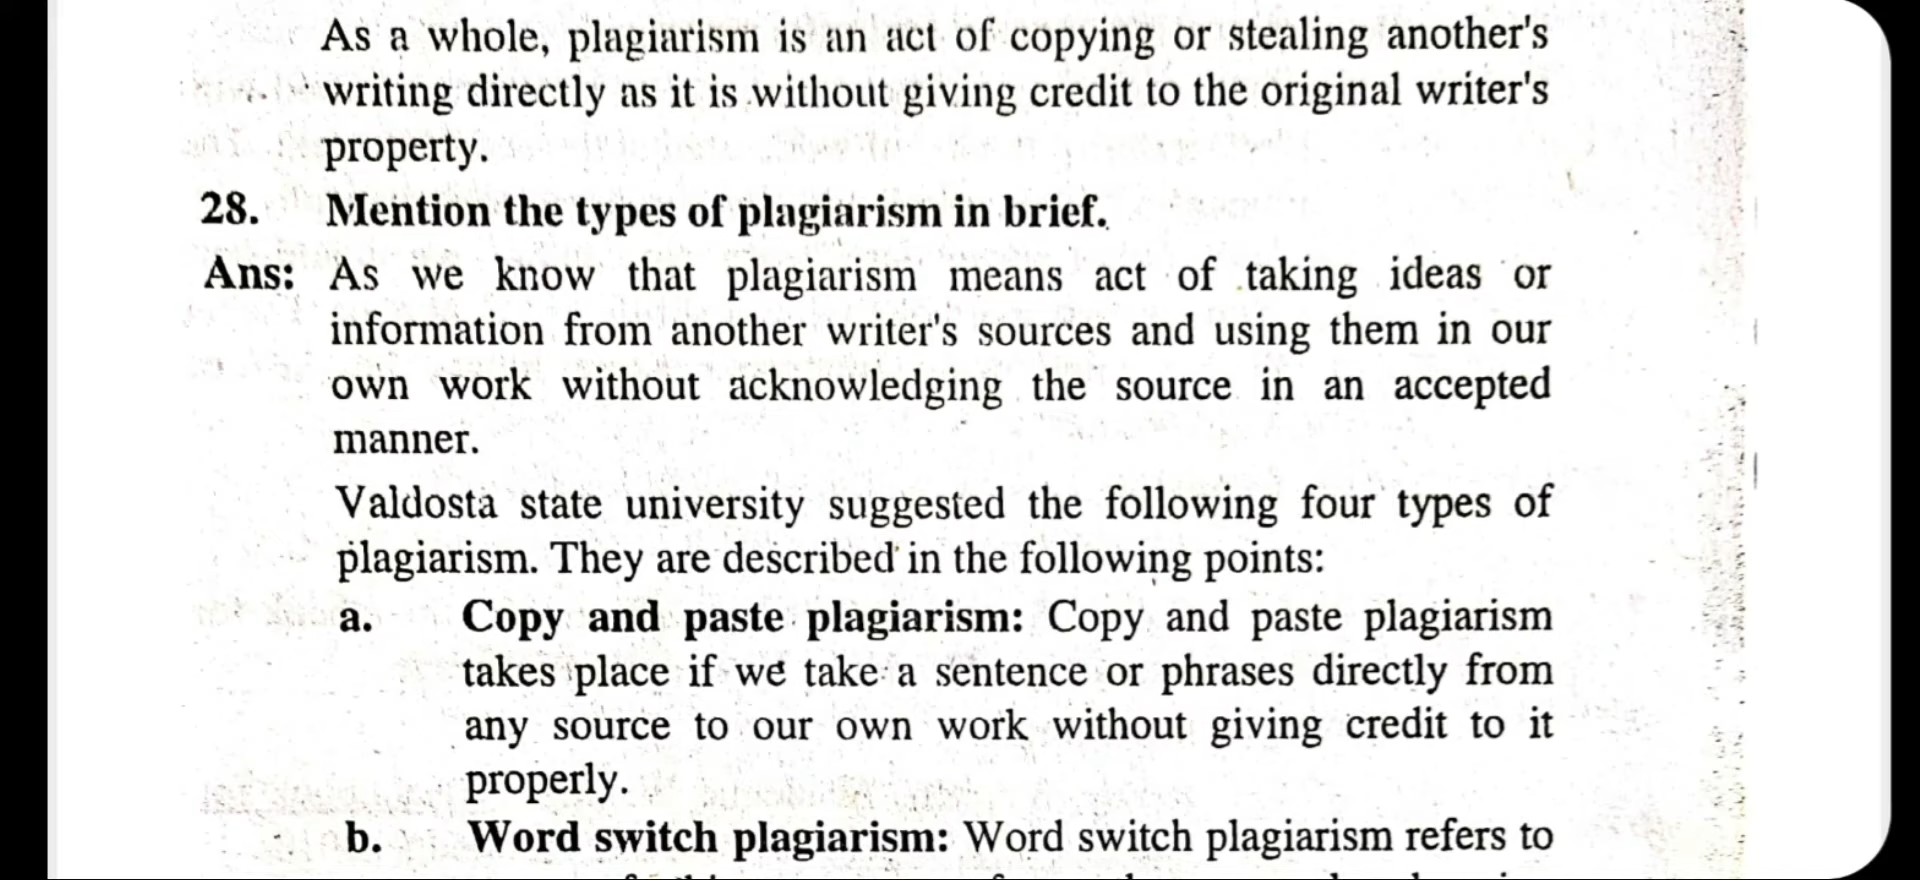 As a whole, plagiarism is an act of copying or stealing another's
writing directly as it is without giving credit to the original writer's
property.
28. Mention the types of plagiarism in brief.
Ans: As we know that plagiarism means act of taking ideas or
information from another writer's sources and using them in our
own work without acknowledging the source in an accepted
manner.
Valdosta state university suggested the following four types of
plagiarism. They are described in the following points:
a. Copy and paste plagiarism: Copy and paste plagiarism
takes place if we take a sentence or phrases directly from
any source to our own work without giving credit to it
properly.
b. Word switch plagiarism: Word switch plagiarism refers to